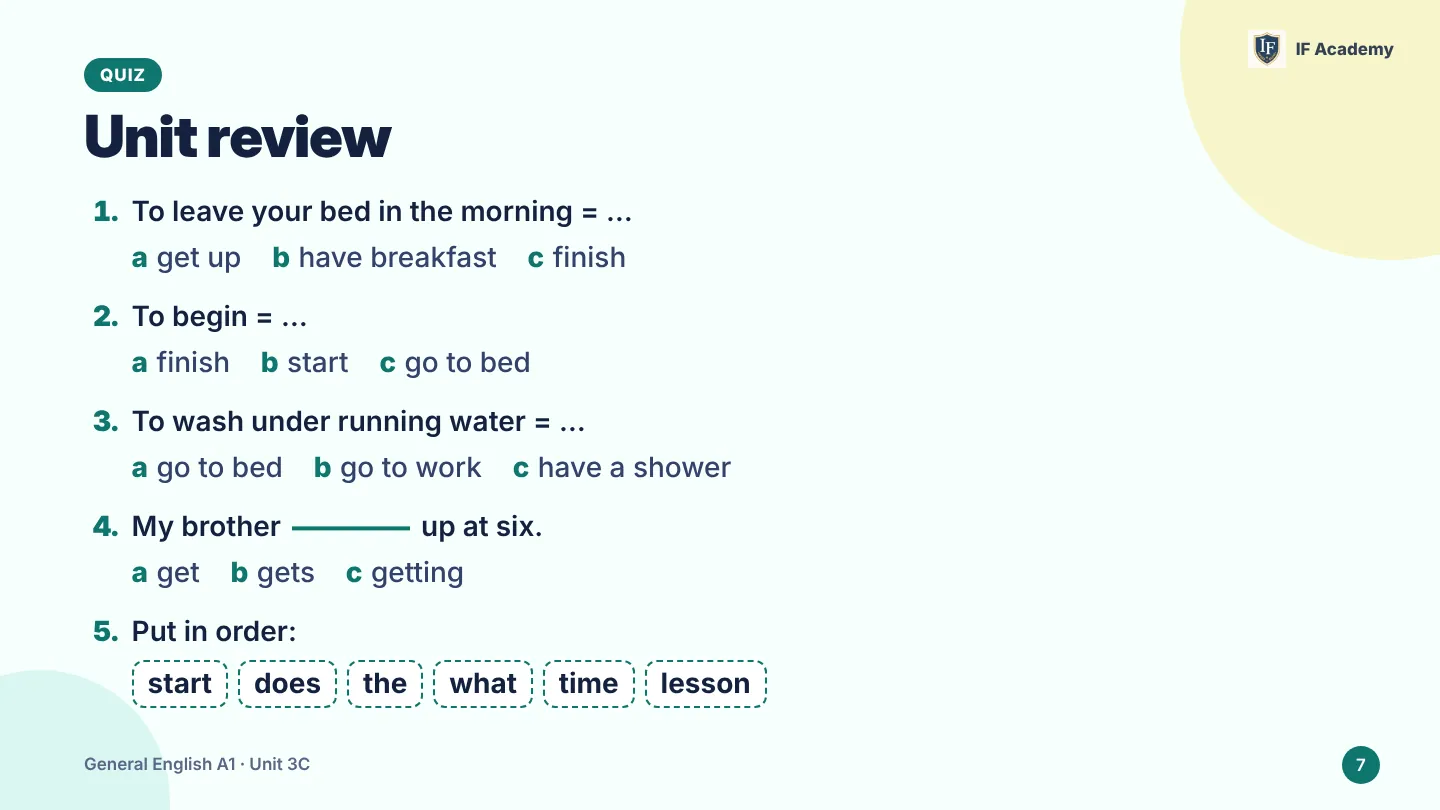 IF
IF Academy
QUIZ
Unit review
1. To leave your bed in the morning = ...
a get up b have breakfast c finish
2. To begin = ...
a finish b start c go to bed
3. To wash under running water = ...
a go to bed b go to work c have a shower
4. My brother ______ up at six.
a get b gets c getting
5. Put in order:
start does the what time lesson
General English A1 · Unit 3C
7